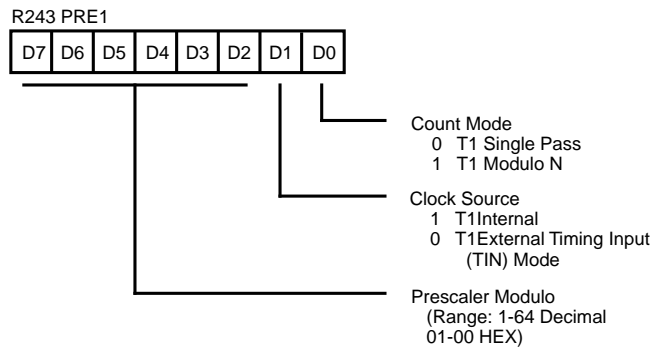 R243 PRE1
D7 D6 D5 D4 D3 D2 D1 D0
Count Mode
0 T1 Single Pass
1 T1 Modulo N
Clock Source
1 T1Internal
0 T1External Timing Input
(TIN) Mode
Prescaler Modulo
(Range: 1-64 Decimal
01-00 HEX)